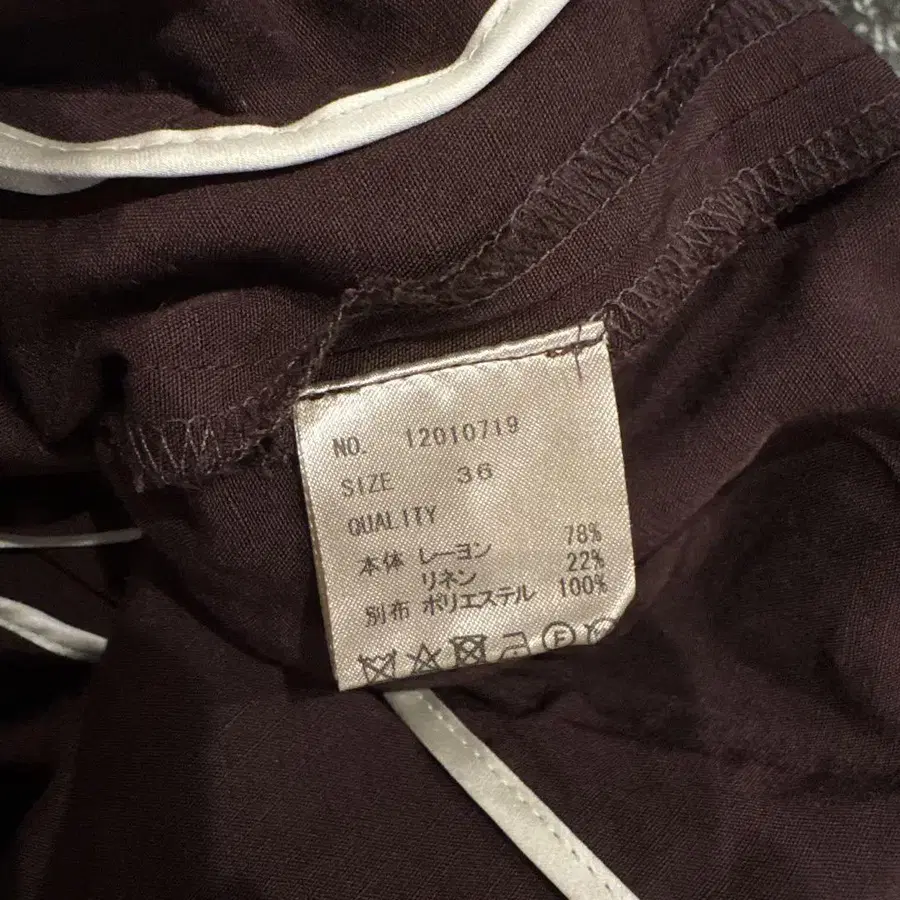 NO. 12010719
SIZE 36
QUALITY
本体 レーヨン 78%
リネン 22%
別布 ポリエステル 100%
F